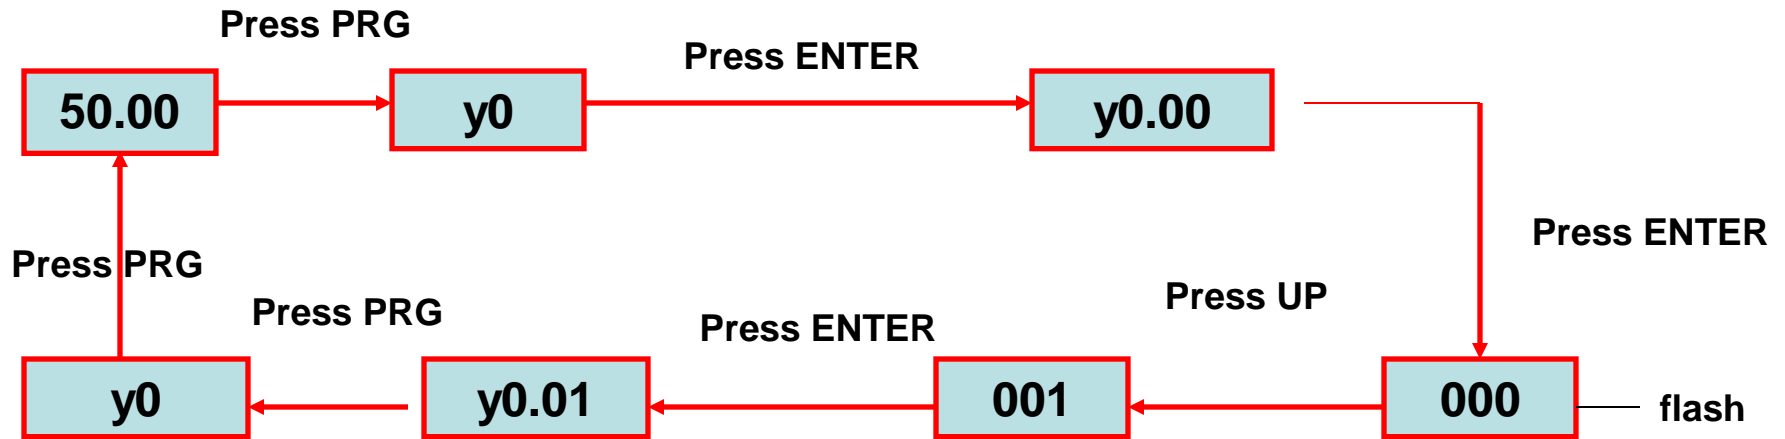 Press PRG
Press ENTER
50.00
y0
y0.00
Press ENTER
Press PRG
Press PRG
Press ENTER
Press UP
y0
y0.01
001
000
flash